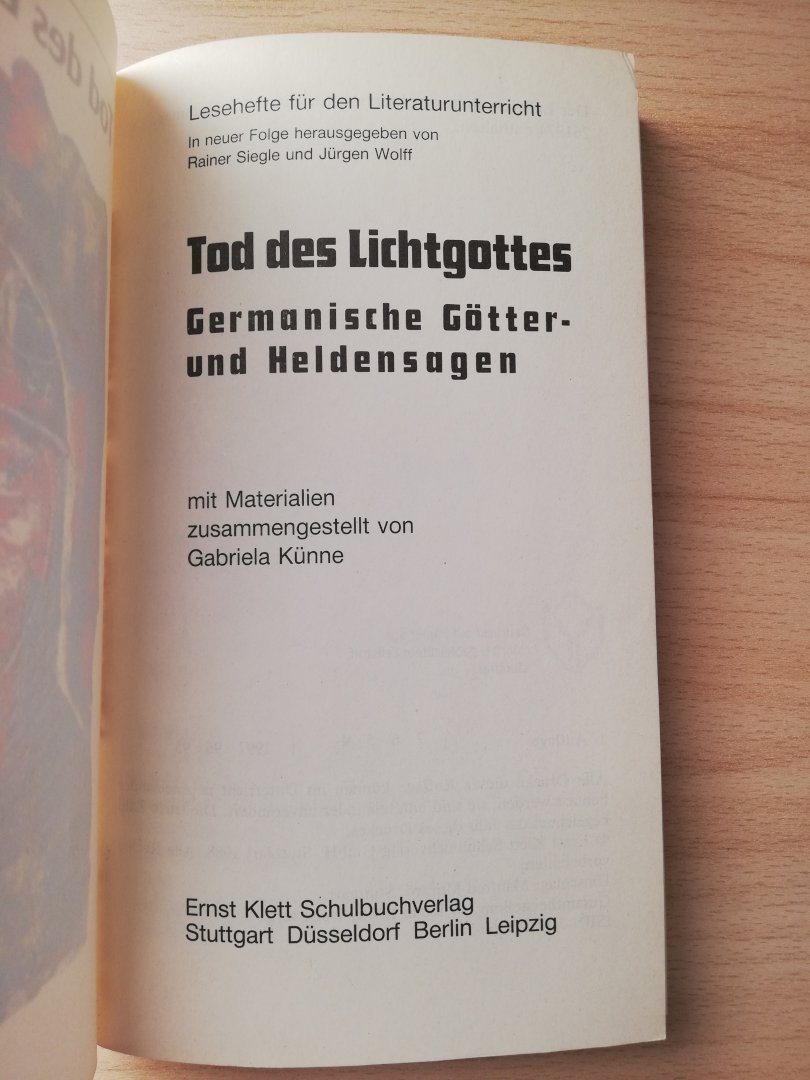 Lesehefte für den Literaturunterricht
In neuer Folge herausgegeben von
Rainer Siegle und Jürgen Wolff
Tod des Lichtgottes
Germanische Götter-
und Heldensagen
mit Materialien
zusammengestellt von
Gabriela Künne
Ernst Klett Schulbuchverlag
Stuttgart Düsseldorf Berlin Leipzig